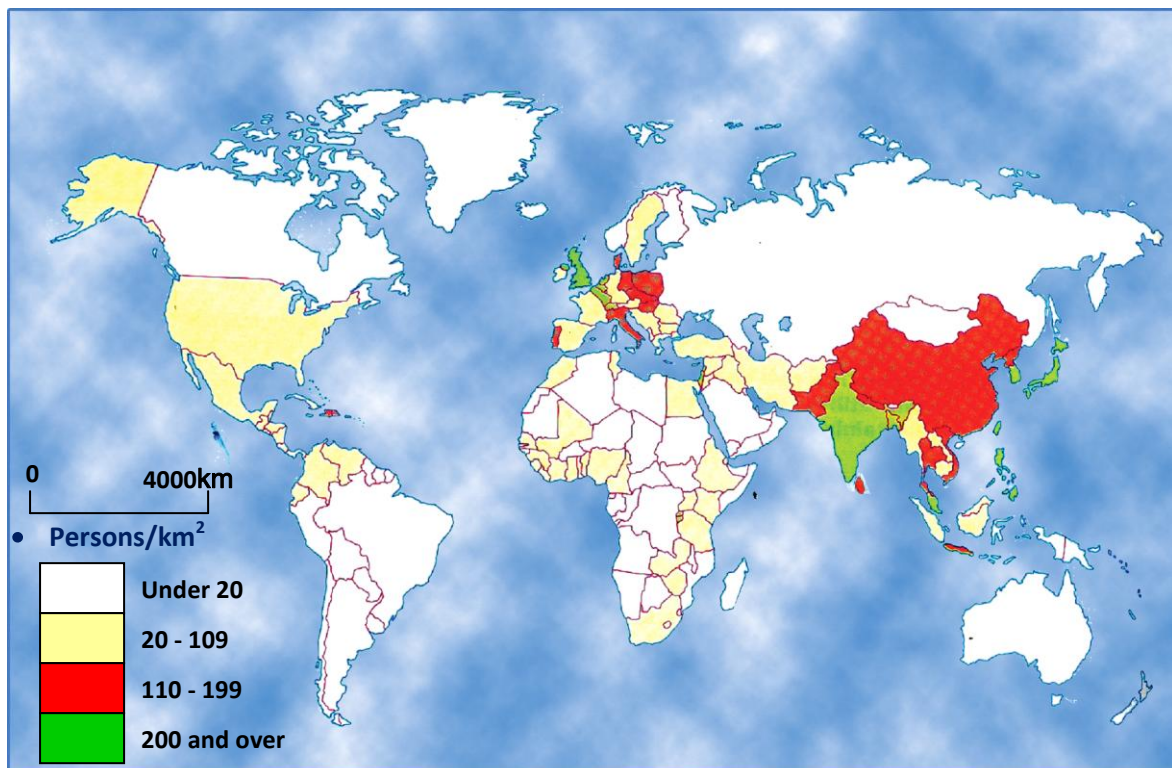 0 4000km
• Persons/km²
Under 20
20 - 109
110 - 199
200 and over